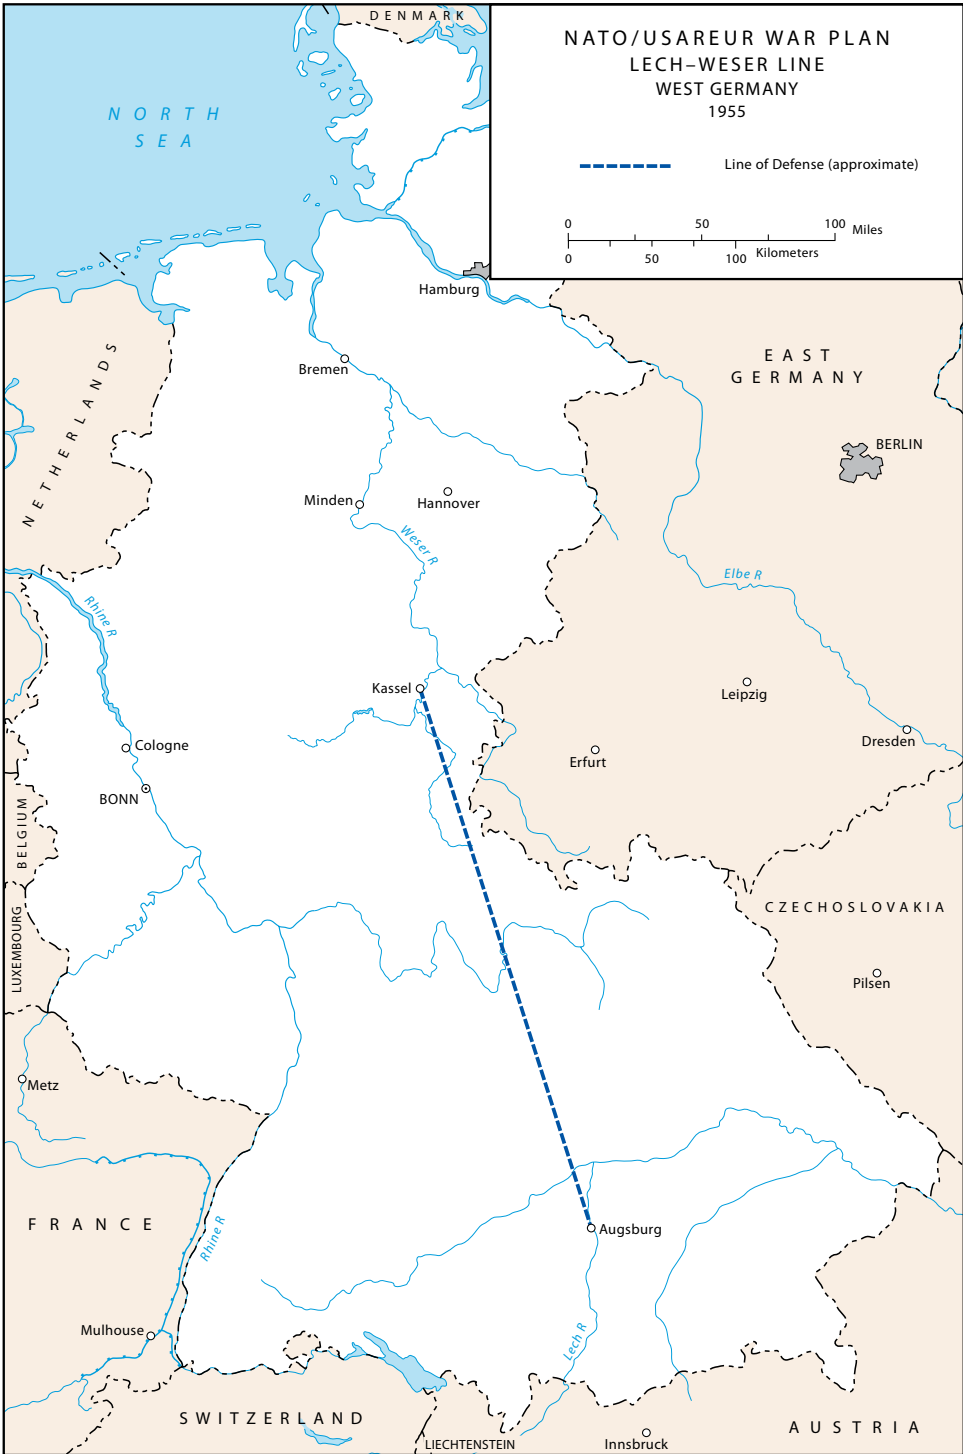 DENMARK
NATO/USAREUR WAR PLAN
LECH–WESER LINE
WEST GERMANY
1955
Line of Defense (approximate)
0 50 100 Miles
0 50 100 Kilometers
NORTH
SEA
Hamburg
Bremen
EAST
GERMANY
BERLIN
NETHERLANDS
Minden
Hannover
Weser R
Elbe R
Rhine R
Kassel
Leipzig
Cologne
Erfurt
Dresden
BONN
BELGIUM
LUXEMBOURG
CZECHOSLOVAKIA
Pilsen
Metz
FRANCE
Rhine R
Augsburg
Mulhouse
Lech R
SWITZERLAND
LIECHTENSTEIN
Innsbruck
AUSTRIA